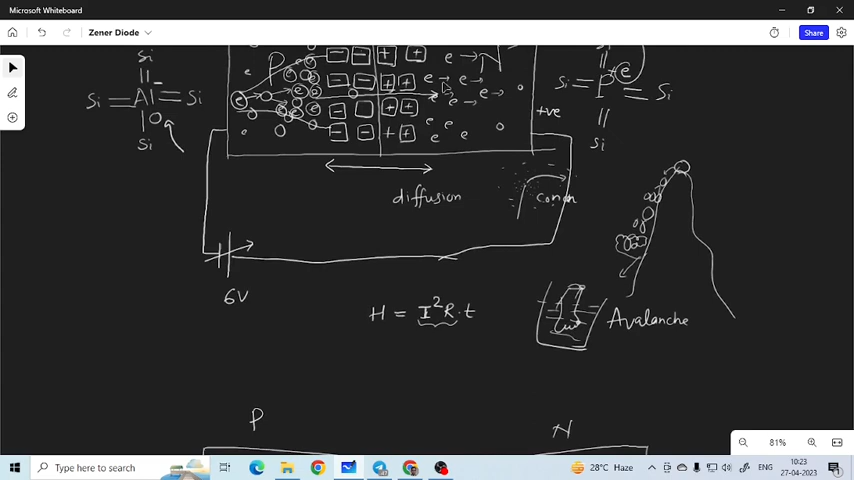 Microsoft Whiteboard
Zener Diode
Share
Si
Si = Al = Si
Si
P
N
e → e →
+ve
Si = P = Si
Si
diffusion
6V
H = I²R·t
Avalanche
P
N
81%
Type here to search
28°C Haze
ENG
10:23
27-04-2023